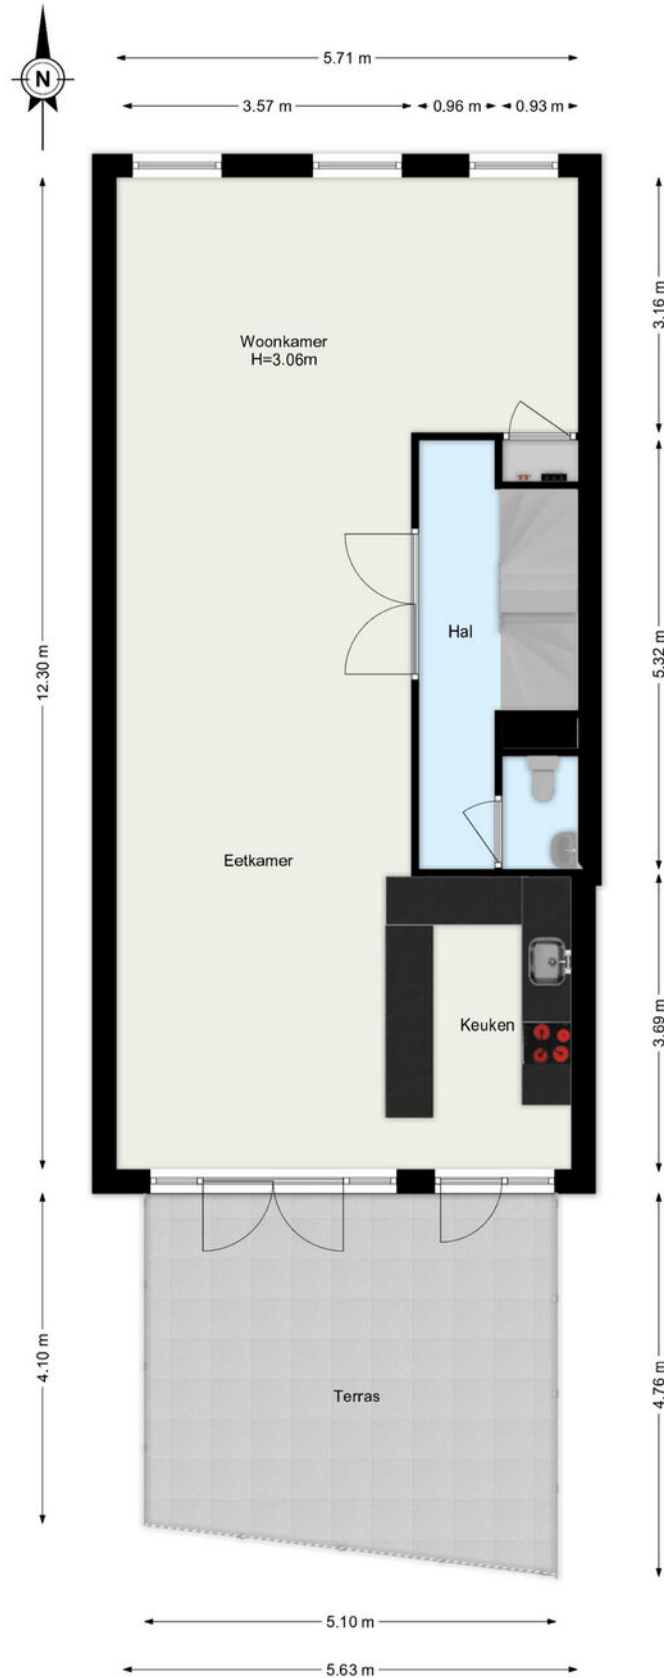 N
5.71 m
3.57 m
0.96 m
0.93 m
3.16 m
Woonkamer
H=3.06m
Hal
5.32 m
12.30 m
Eetkamer
Keuken
3.69 m
4.10 m
Terras
4.76 m
5.10 m
5.63 m